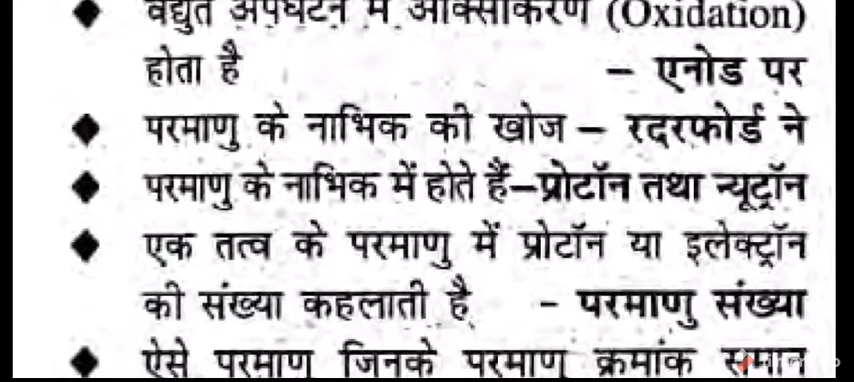 ◆ वैद्युत अपघटन में ऑक्सीकरण (Oxidation)
होता है – एनोड पर
◆ परमाणु के नाभिक की खोज – रदरफोर्ड ने
◆ परमाणु के नाभिक में होते हैं–प्रोटॉन तथा न्यूट्रॉन
◆ एक तत्व के परमाणु में प्रोटॉन या इलेक्ट्रॉन
की संख्या कहलाती है - परमाणु संख्या
◆ ऐसे परमाणु जिनके परमाणु क्रमांक समान